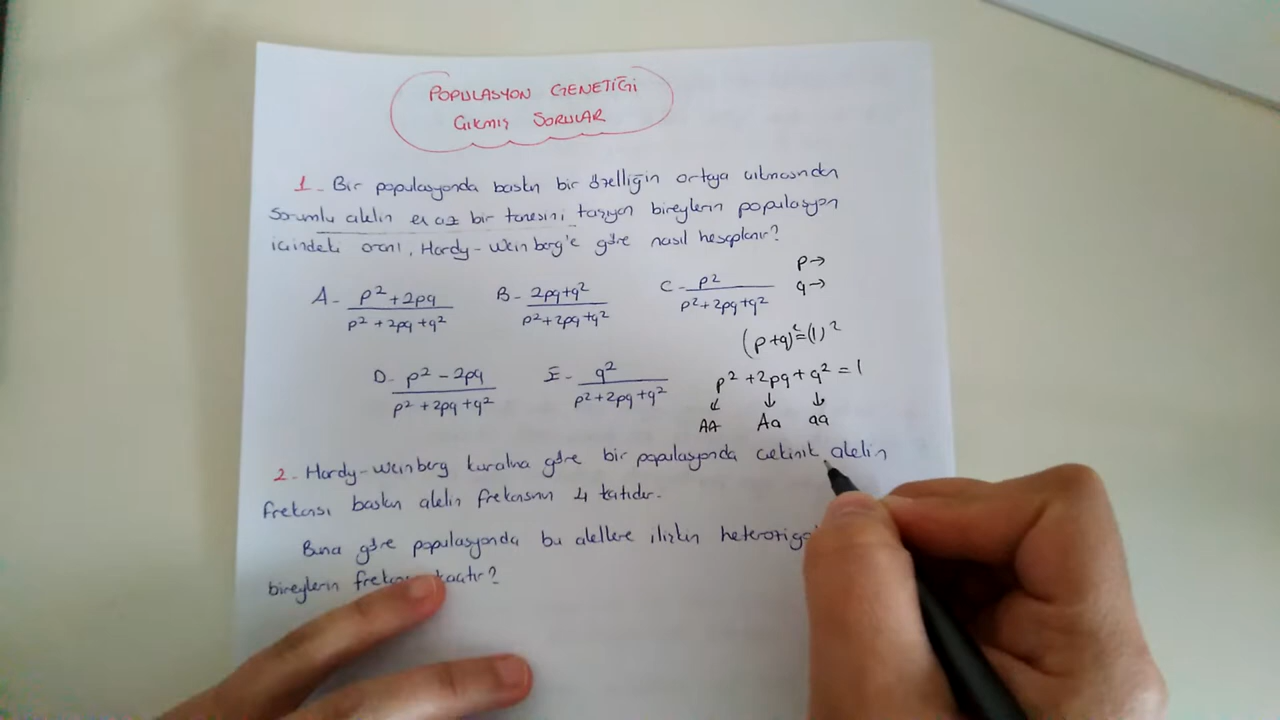 POPULASYON GENETİĞİ
ÇIKMIŞ SORULAR
1- Bir populasyonda baskın bir özelliğin ortaya çıkmasından
sorumlu alelin en az bir tanesini taşıyan bireylerin populasyon
içindeki oranı, Hardy-Weinberg'e göre nasıl hesaplanır?
p→
q→
A- p²+2pq / p²+2pq+q² B- 2pq+q² / p²+2pq+q² C- p² / p²+2pq+q²
(p+q)²=(1)²
D- p²-2pq / p²+2pq+q² E- q² / p²+2pq+q²
p²+2pq+q²=1
↓ ↓ ↓
AA Aa aa
2- Hardy-Weinberg kuralına göre bir populasyonda çekinik alelin
frekansı baskın alelin frekansının 4 katıdır.
Buna göre populasyonda bu alellere ilişkin
bireylerin kaçtır?